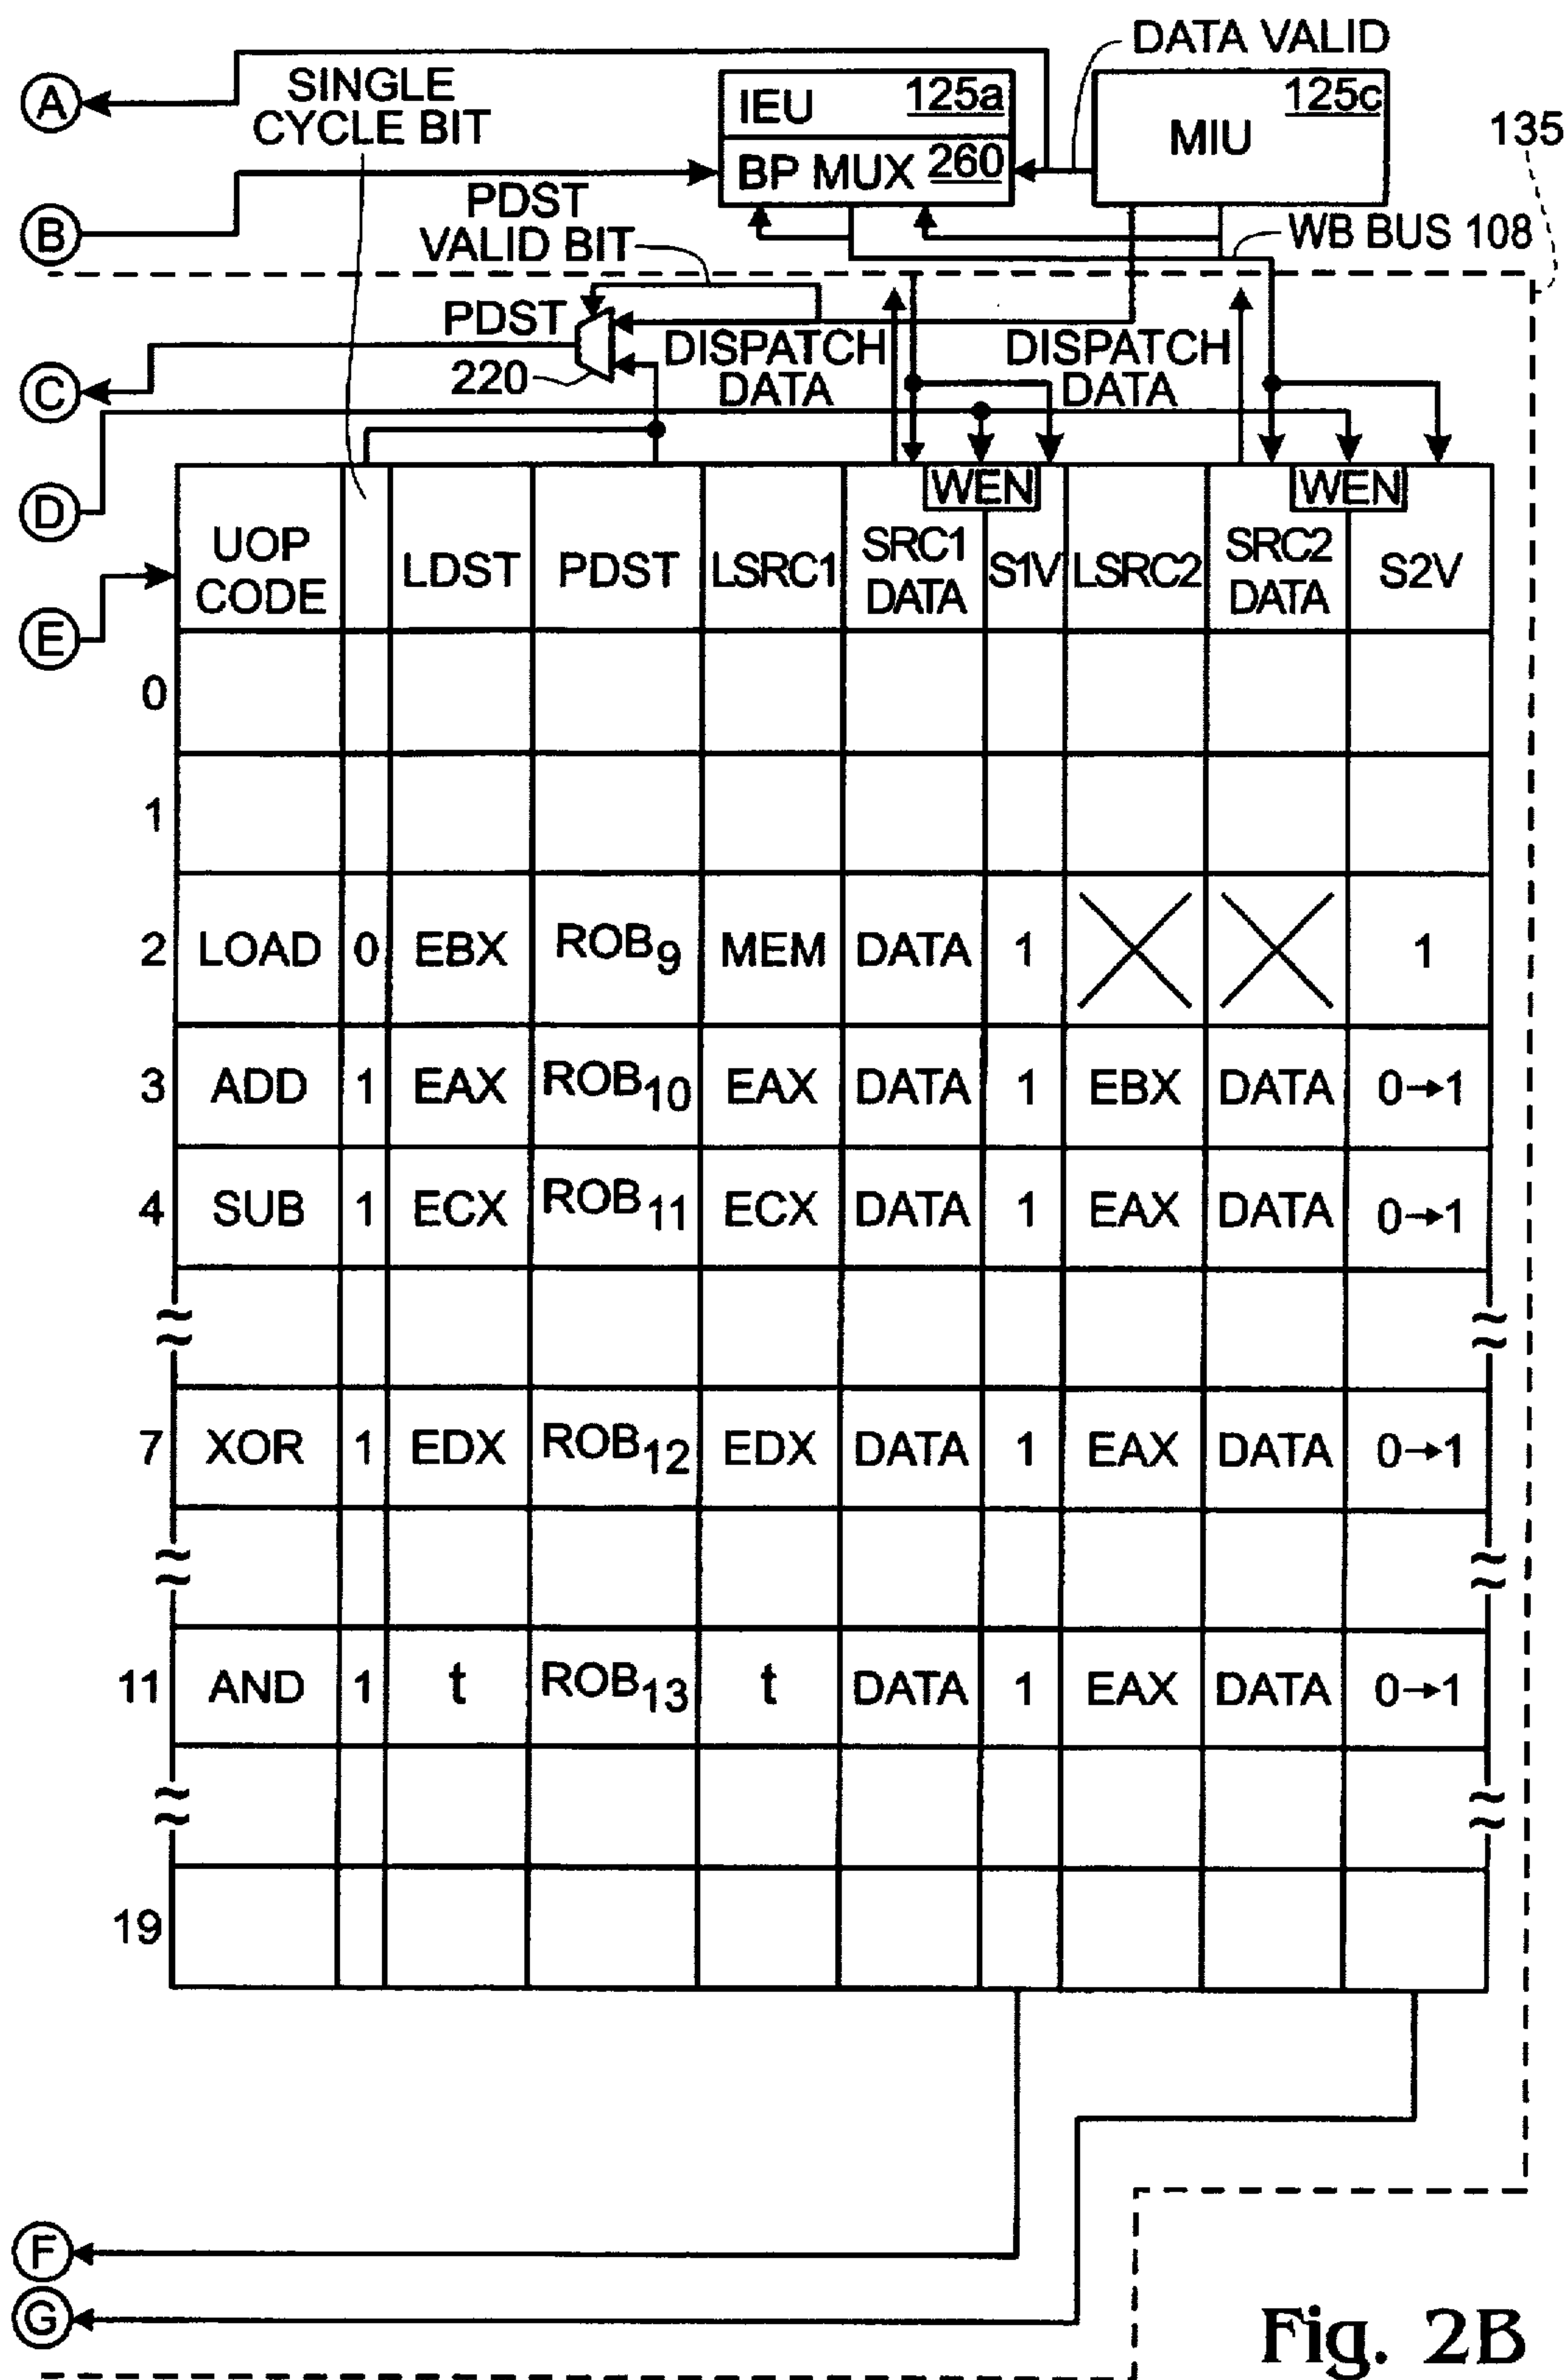 DATA VALID
A
SINGLE
CYCLE BIT
IEU 125a
MIU 125c
135
BP MUX 260
B
PDST
VALID BIT
WB BUS 108
PDST
C
220
DISPATCH
DATA
DISPATCH
DATA
D
WEN
WEN
E
UOP CODE LDST PDST LSRC1 SRC1 DATA S1V LSRC2 SRC2 DATA S2V
0
1
2 LOAD 0 EBX ROB9 MEM DATA 1 1
3 ADD 1 EAX ROB10 EAX DATA 1 EBX DATA 0→1
4 SUB 1 ECX ROB11 ECX DATA 1 EAX DATA 0→1
7 XOR 1 EDX ROB12 EDX DATA 1 EAX DATA 0→1
11 AND 1 t ROB13 t DATA 1 EAX DATA 0→1
19
F
G
Fig. 2B